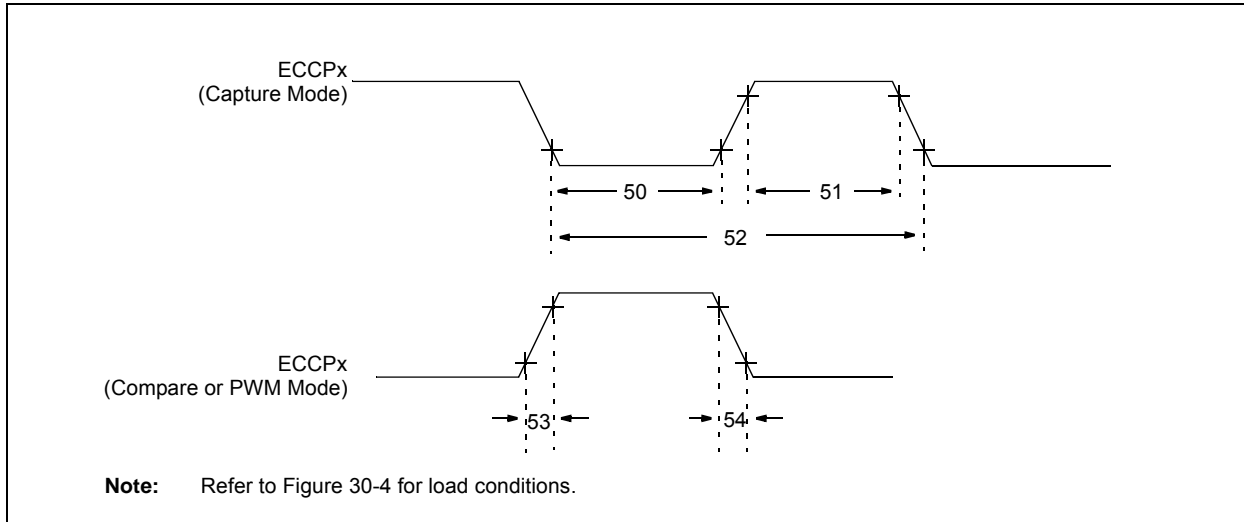 ECCPx
(Capture Mode)
50
51
52
ECCPx
(Compare or PWM Mode)
53
54
Note: Refer to Figure 30-4 for load conditions.